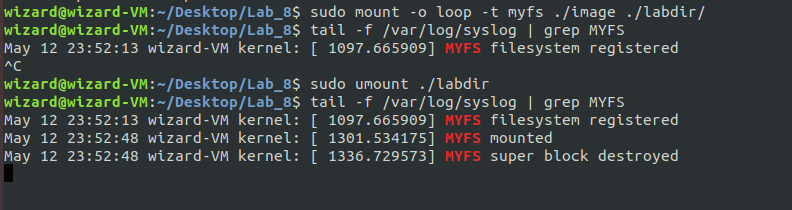 wizard@wizard-VM:~/Desktop/Lab_8$ sudo mount -o loop -t myfs ./image ./labdir/
wizard@wizard-VM:~/Desktop/Lab_8$ tail -f /var/log/syslog | grep MYFS
May 12 23:52:13 wizard-VM kernel: [ 1097.665909] MYFS filesystem registered
^C
wizard@wizard-VM:~/Desktop/Lab_8$ sudo umount ./labdir
wizard@wizard-VM:~/Desktop/Lab_8$ tail -f /var/log/syslog | grep MYFS
May 12 23:52:13 wizard-VM kernel: [ 1097.665909] MYFS filesystem registered
May 12 23:52:48 wizard-VM kernel: [ 1301.534175] MYFS mounted
May 12 23:52:48 wizard-VM kernel: [ 1336.729573] MYFS super block destroyed